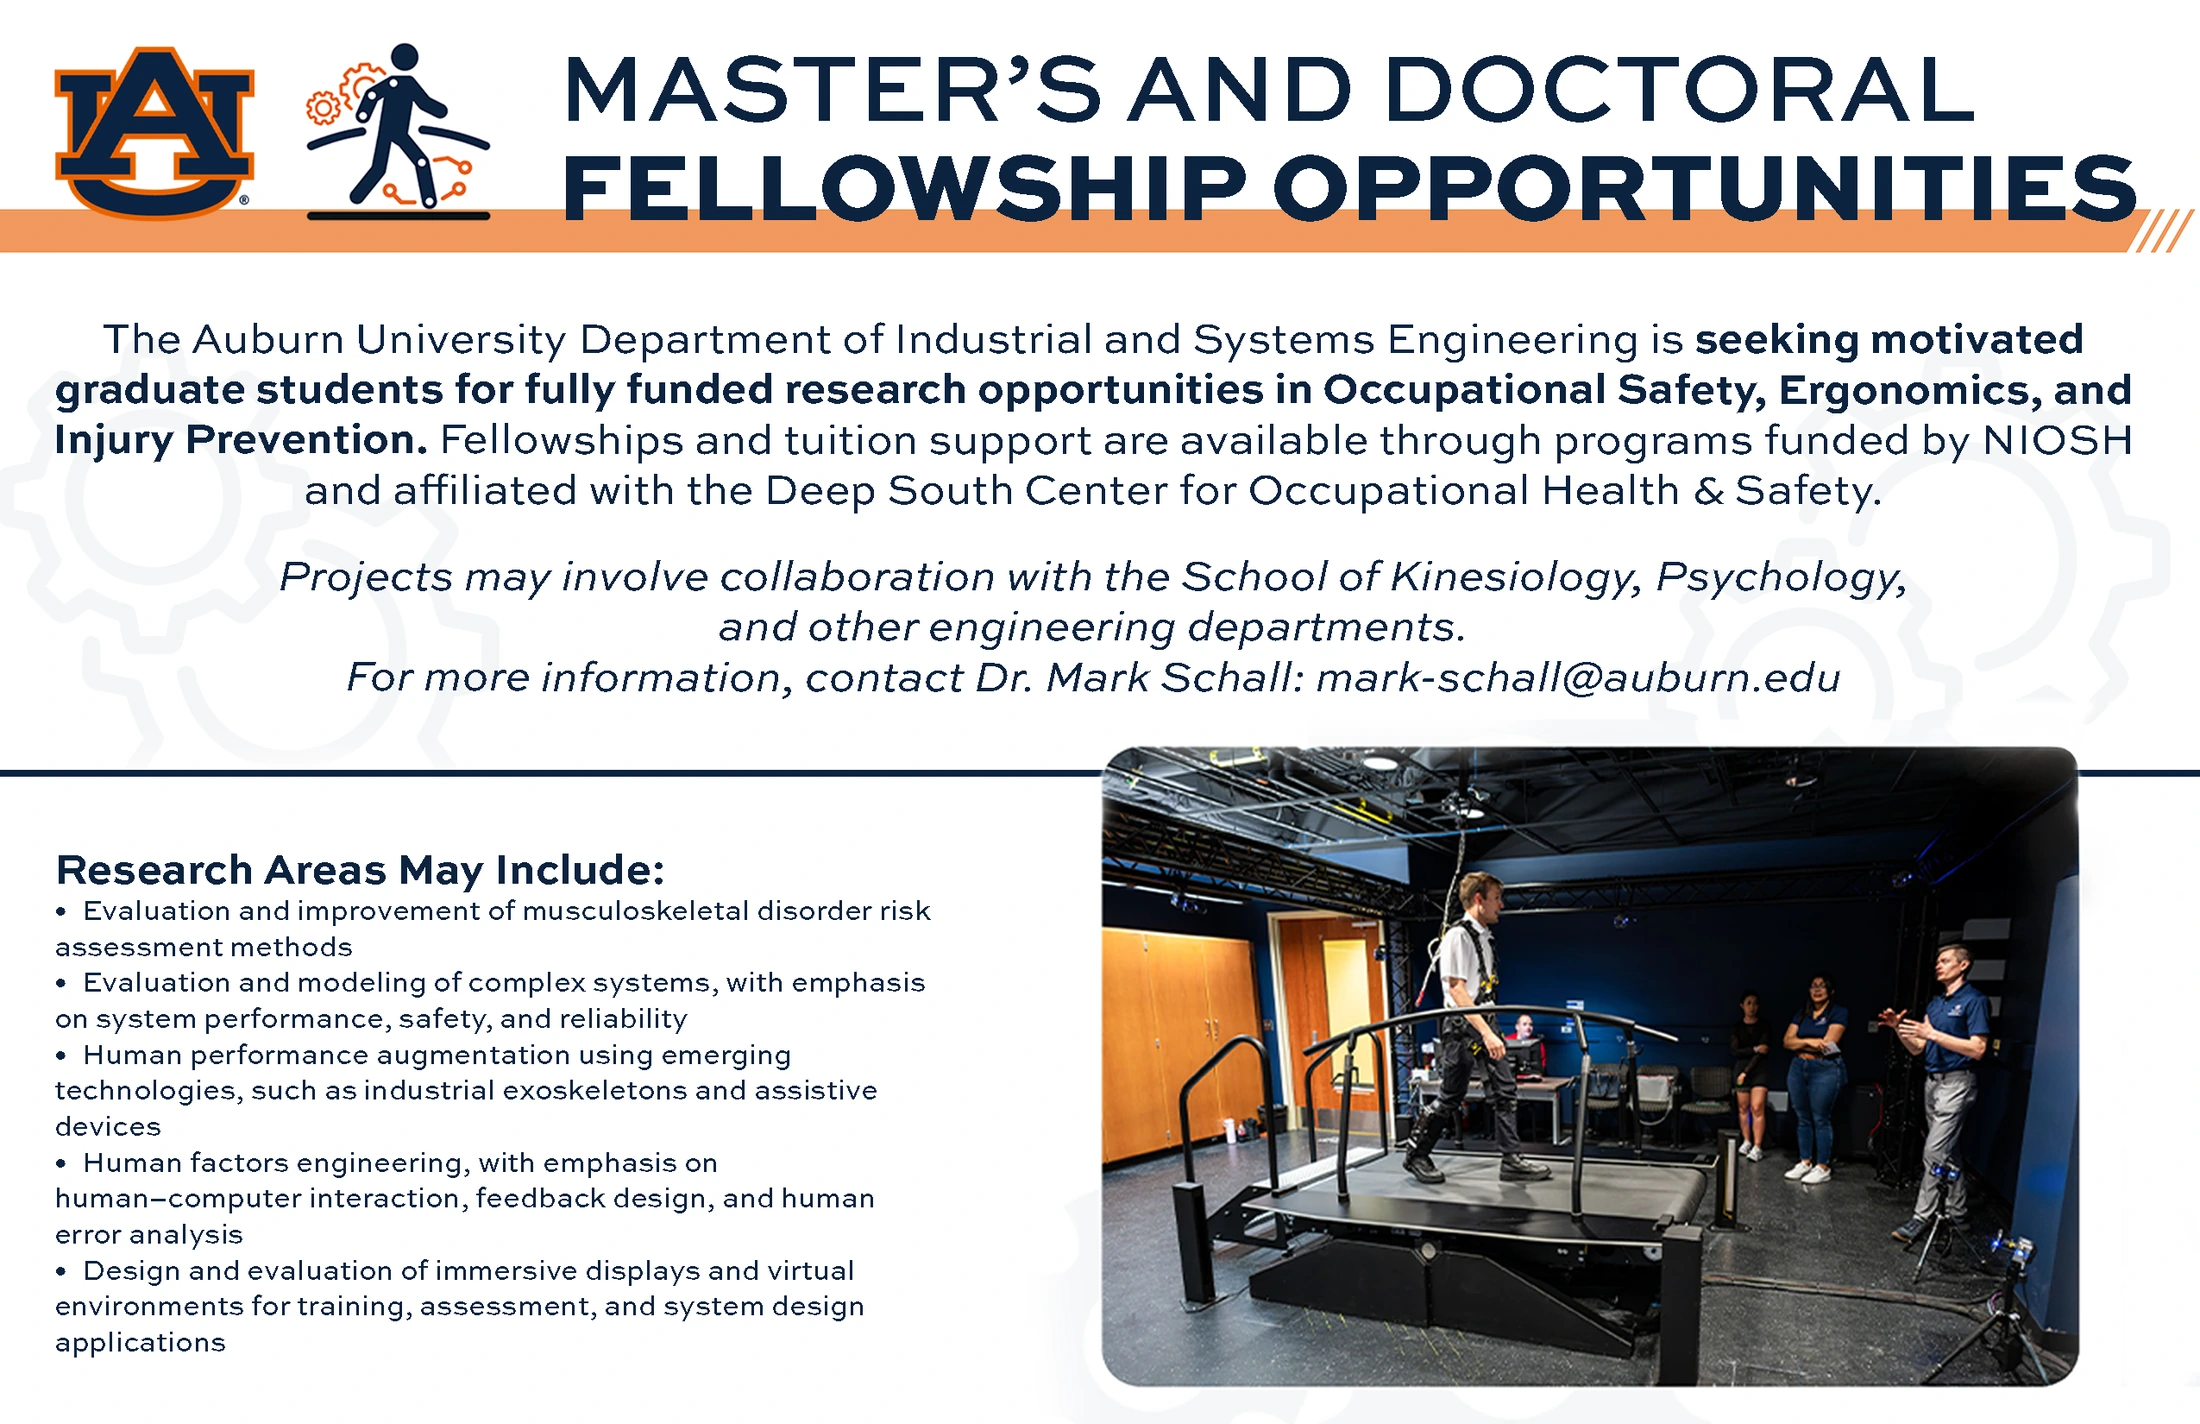 AU
®
MASTER’S AND DOCTORAL
FELLOWSHIP OPPORTUNITIES
The Auburn University Department of Industrial and Systems Engineering is seeking motivated
graduate students for fully funded research opportunities in Occupational Safety, Ergonomics, and
Injury Prevention. Fellowships and tuition support are available through programs funded by NIOSH
and affiliated with the Deep South Center for Occupational Health & Safety.
Projects may involve collaboration with the School of Kinesiology, Psychology,
and other engineering departments.
For more information, contact Dr. Mark Schall: mark-schall@auburn.edu
Research Areas May Include:
• Evaluation and improvement of musculoskeletal disorder risk
assessment methods
• Evaluation and modeling of complex systems, with emphasis
on system performance, safety, and reliability
• Human performance augmentation using emerging
technologies, such as industrial exoskeletons and assistive
devices
• Human factors engineering, with emphasis on
human–computer interaction, feedback design, and human
error analysis
• Design and evaluation of immersive displays and virtual
environments for training, assessment, and system design
applications